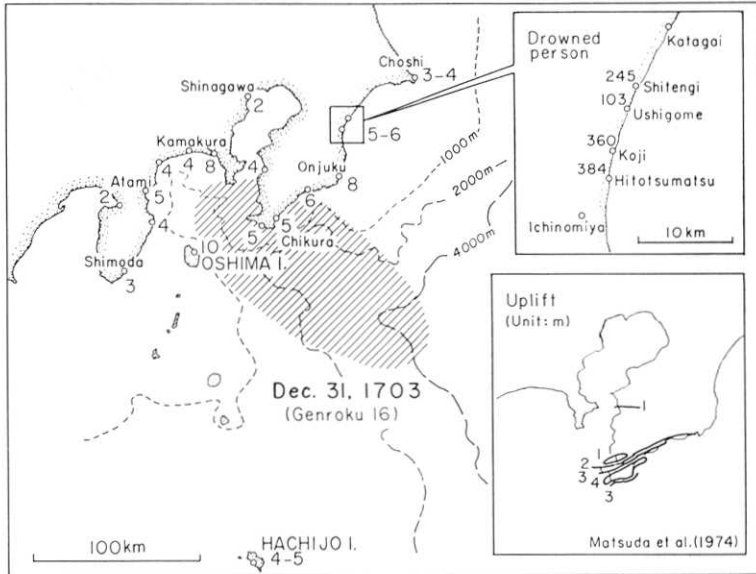 Choshi
3-4
Shinagawa
2
5-6
1000m
Kamakura
4
4
8
4
Onjuku
8
2000m
Atami
5
2
4
6
5
5
Chikura
4000m
10
OSHIMA I.
Shimoda
3
Dec. 31, 1703
(Genroku 16)
100km
HACHIJO I.
4-5
Drowned
person
Katagai
245
Shitengi
103
Ushigome
360
Koji
384
Hitotsumatsu
Ichinomiya
10 km
Uplift
(Unit: m)
1
1
2
3
4
3
Matsuda et al. (1974)